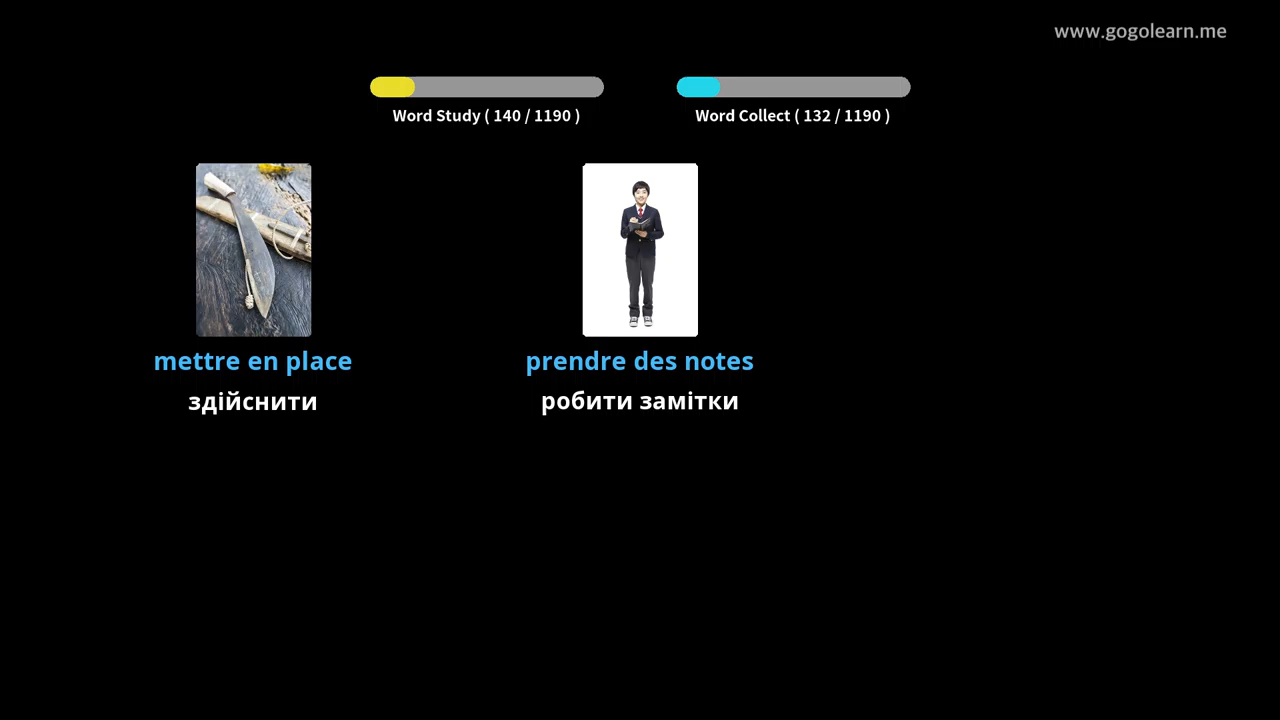 www.gogolearn.me
Word Study ( 140 / 1190 )
Word Collect ( 132 / 1190 )
mettre en place
здійснити
prendre des notes
робити замітки